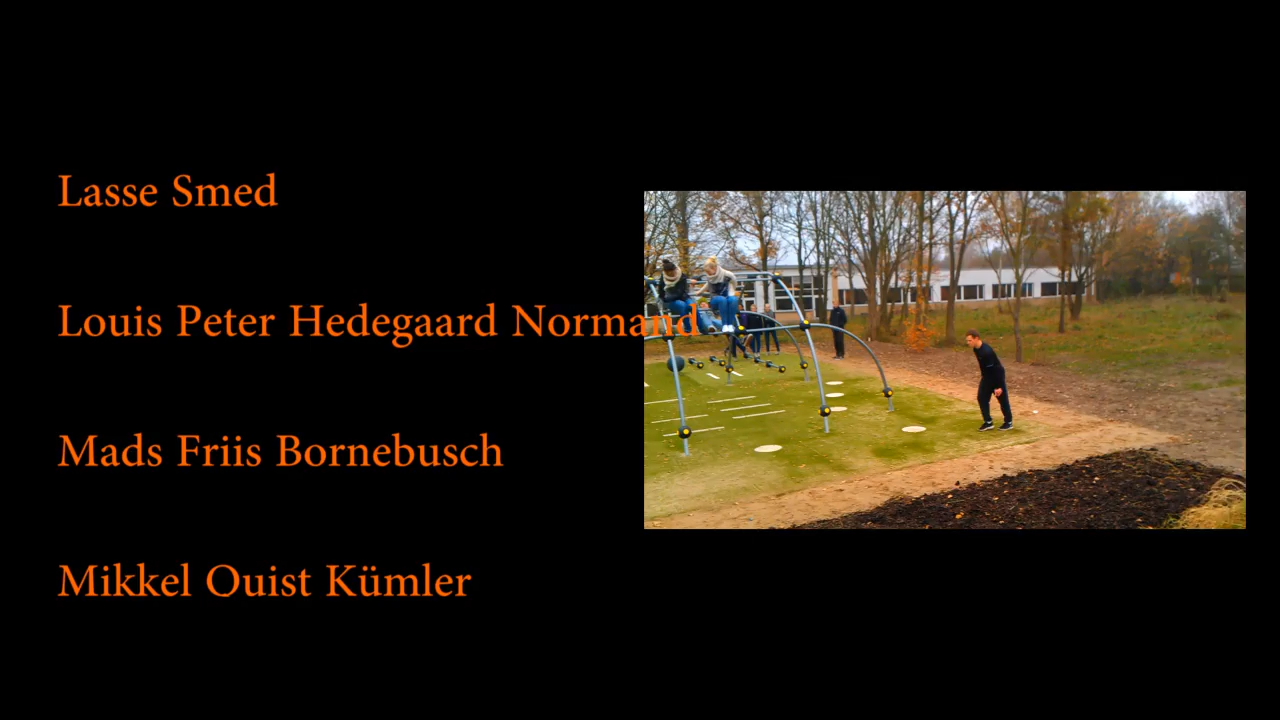 Lasse Smed
Louis Peter Hedegaard Normand
Mads Friis Bornebusch
Mikkel Ouist Kümler